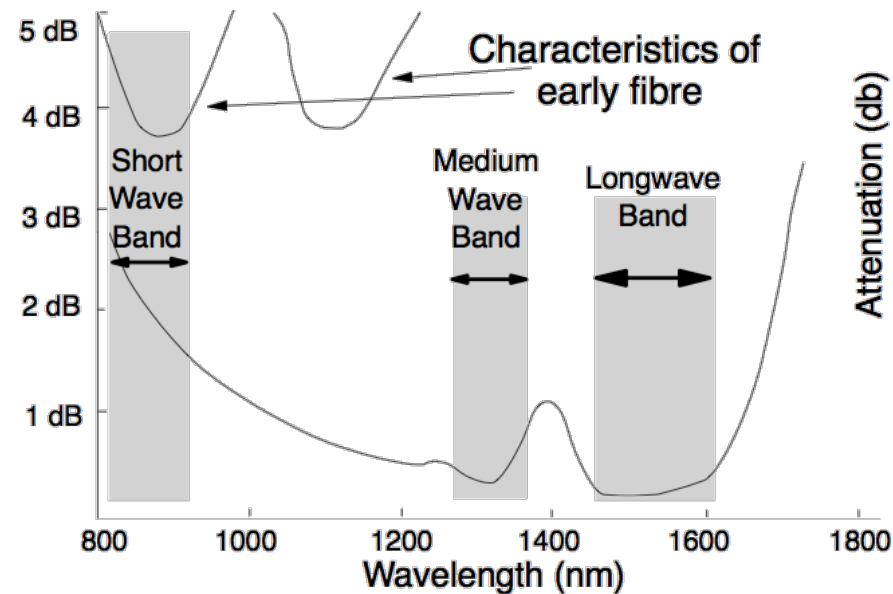 5 dB
4 dB
3 dB
2 dB
1 dB
Characteristics of
early fibre
Short
Wave
Band
Medium
Wave
Band
Longwave
Band
Attenuation (db)
800
1000
1200
1400
1600
1800
Wavelength (nm)